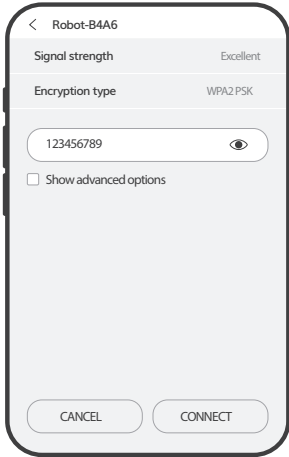 Robot-B4A6
Signal strength Excellent
Encryption type WPA2 PSK
123456789
Show advanced options
CANCEL CONNECT